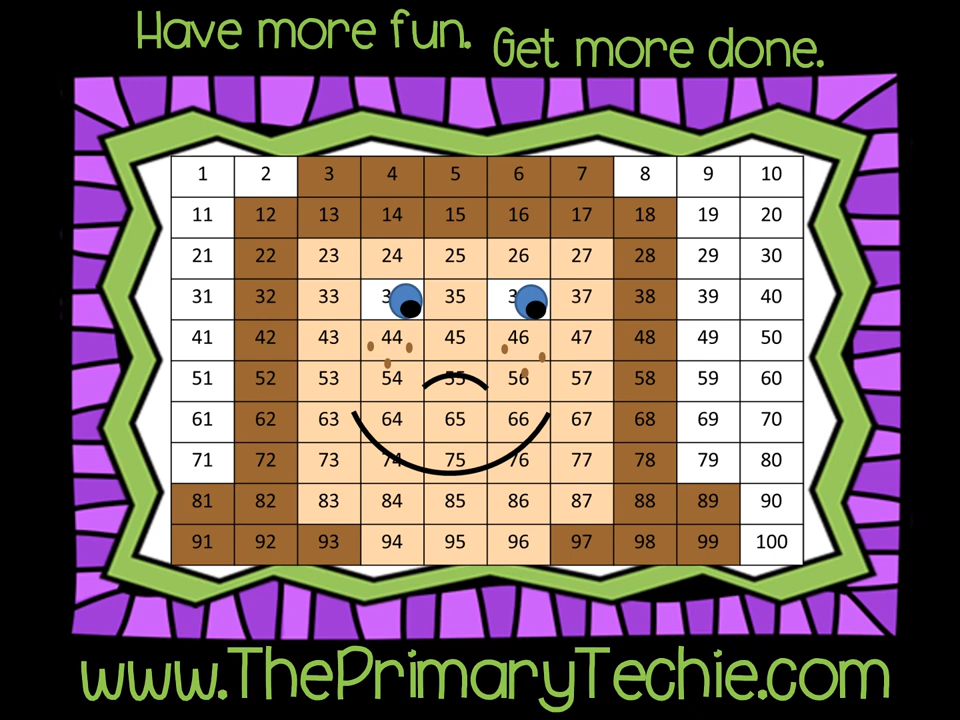 Have more fun. Get more done.
1 2 3 4 5 6 7 8 9 10
11 12 13 14 15 16 17 18 19 20
21 22 23 24 25 26 27 28 29 30
31 32 33 3 35 3 37 38 39 40
41 42 43 44 45 46 47 48 49 50
51 52 53 54 55 56 57 58 59 60
61 62 63 64 65 66 67 68 69 70
71 72 73 74 75 76 77 78 79 80
81 82 83 84 85 86 87 88 89 90
91 92 93 94 95 96 97 98 99 100
www.ThePrimaryTechie.com